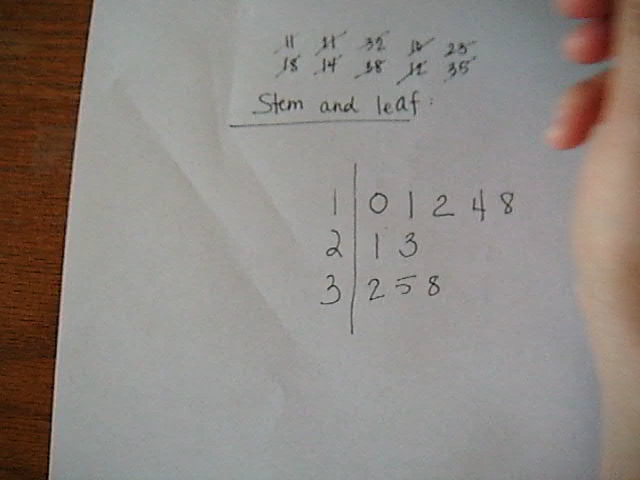 11 21 32 10 23
18 14 38 12 35
Stem and leaf:
1 | 0 1 2 4 8
2 | 1 3
3 | 2 5 8